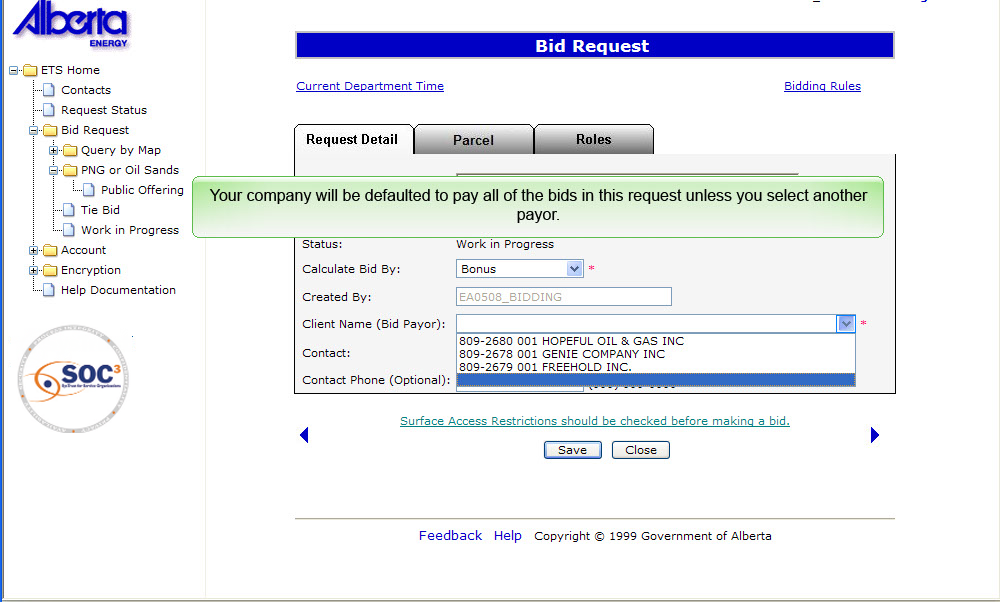 Alberta
ENERGY
ETS Home
Contacts
Request Status
Bid Request
Query by Map
PNG or Oil Sands
Public Offering
Tie Bid
Work in Progress
Account
Encryption
Help Documentation
SOC3
Bid Request
Current Department Time
Bidding Rules
Request Detail
Parcel
Roles
Your company will be defaulted to pay all of the bids in this request unless you select another
payor.
Status:
Work in Progress
Calculate Bid By:
Bonus
*
Created By:
EA0508_BIDDING
Client Name (Bid Payor):
*
809-2680 001 HOPEFUL OIL & GAS INC
809-2678 001 GENIE COMPANY INC
809-2679 001 FREEHOLD INC.
Contact:
Contact Phone (Optional):
Surface Access Restrictions should be checked before making a bid.
Save
Close
Feedback Help Copyright © 1999 Government of Alberta